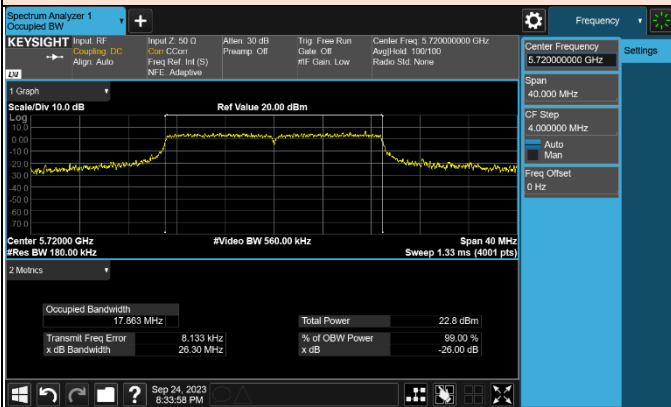 Spectrum Analyzer 1
Occupied BW
+
Frequency
KEYSIGHT
Input: RF
Coupling: DC
Align: Auto
Input Z: 50 Ω
Corr CCorr
Freq Ref: Int (S)
NFE: Adaptive
Atten: 30 dB
Preamp: Off
Trig: Free Run
Gate: Off
#IF Gain: Low
Center Freq: 5.720000000 GHz
Avg|Hold: 100/100
Radio Std: None
Center Frequency
5.720000000 GHz
Settings
Span
40.000 MHz
CF Step
4.000000 MHz
Auto
Man
Freq Offset
0 Hz
1 Graph
Scale/Div 10.0 dB
Ref Value 20.00 dBm
Log
10.0
0.00
-10.0
-20.0
-30.0
-40.0
-50.0
-60.0
-70.0
Center 5.72000 GHz
#Video BW 560.00 kHz
Span 40 MHz
#Res BW 180.00 kHz
Sweep 1.33 ms (4001 pts)
2 Metrics
Occupied Bandwidth
17.863 MHz
Total Power 22.8 dBm
Transmit Freq Error 8.133 kHz
% of OBW Power 99.00 %
x dB Bandwidth 26.30 MHz
x dB -26.00 dB
?
Sep 24, 2023
8:33:58 PM